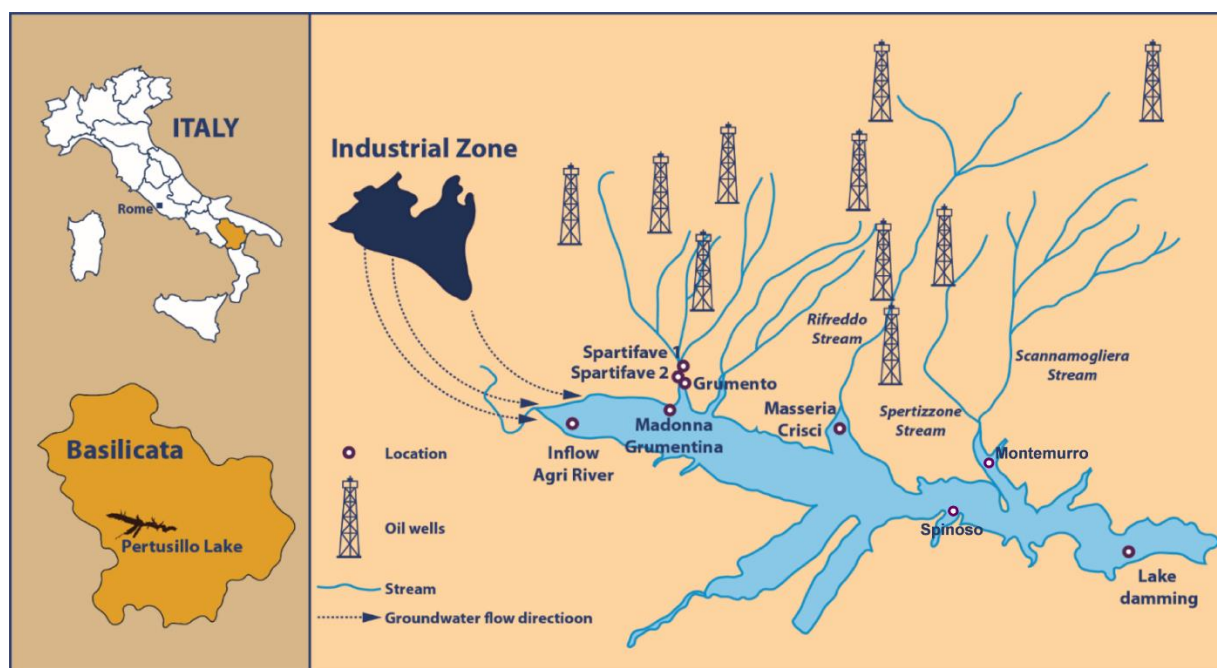 ITALY
Rome
Basilicata
Pertusillo Lake
Industrial Zone
Spartifave 1
Spartifave 2
Grumento
Madonna
Grumentina
Inflow
Agri River
Masseria
Crisci
Rifreddo
Stream
Spertizzone
Stream
Scannamogliera
Stream
Montemurro
Spinoso
Lake
damming
Location
Oil wells
Stream
Groundwater flow directioon